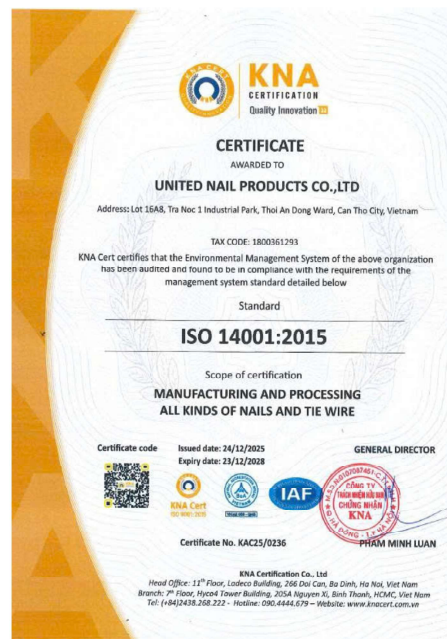 KNA
CERTIFICATION
Quality Innovation
CERTIFICATE
AWARDED TO
UNITED NAIL PRODUCTS CO.,LTD
Address: Lot 16A8, Tra Noc 1 Industrial Park, Thoi An Dong Ward, Can Tho City, Vietnam
TAX CODE: 1800361293
KNA Cert certifies that the Environmental Management System of the above organization
has been audited and found to be in compliance with the requirements of the
management system standard detailed below
Standard
ISO 14001:2015
Scope of certification
MANUFACTURING AND PROCESSING
ALL KINDS OF NAILS AND TIE WIRE
Certificate code
Issued date: 24/12/2025
Expiry date: 23/12/2028
GENERAL DIRECTOR
KNA Cert
IAF
CÔNG TY
TRÁCH NHIỆM HỮU HẠN
CHỨNG NHẬN
KNA
Certificate No. KAC25/0236
PHAM MINH LUAN
KNA Certification Co., Ltd
Head Office: 11th Floor, Ladeco Building, 266 Doi Can, Ba Dinh, Ha Noi, Viet Nam
Branch: 7th Floor, Hyco4 Tower Building, 205A Nguyen Xi, Binh Thanh, HCMC, Viet Nam
Tel: (+84)2438.268.222 - Hotline: 090.4444.679 – Website: www.knacert.com.vn